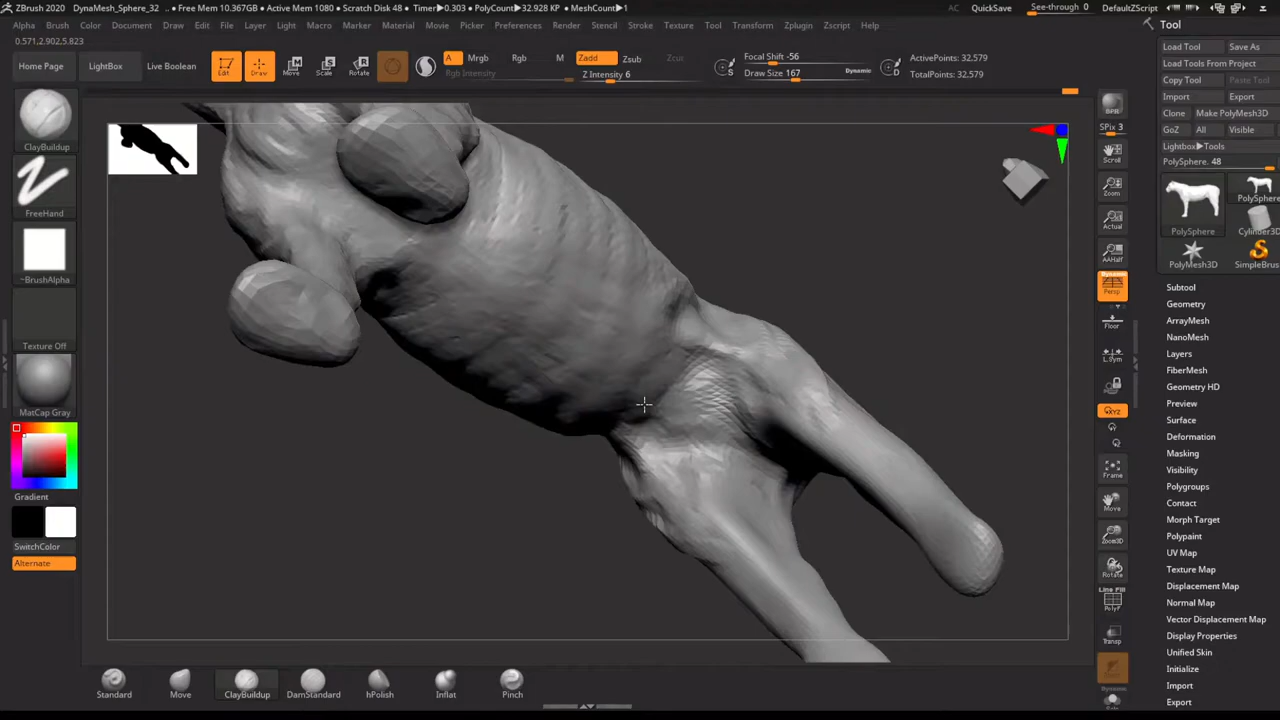 ZBrush 2020 DynaMesh_Sphere_32 .. • Free Mem 10.367GB • Active Mem 1080 • Scratch Disk 48 • Timer▶0.303 • PolyCount▶32.928 KP • MeshCount▶1 AC QuickSave See-through 0 Menus DefaultZScript
Alpha Brush Color Document Draw Edit File Layer Light Macro Marker Material Movie Picker Preferences Render Stencil Stroke Texture Tool Transform Zplugin Zscript Help
0.571,2.902,5.823
Home Page LightBox Live Boolean Edit Draw Move Scale Rotate A Mrgb Rgb M Zadd Zsub Zcut
Rgb Intensity Z Intensity 6
Focal Shift -56
Draw Size 167 Dynamic
S D
ActivePoints: 32.579
TotalPoints: 32.579
ClayBuildup
FreeHand
~BrushAlpha
Texture Off
MatCap Gray
Gradient
SwitchColor
Alternate
Standard Move ClayBuildup DamStandard hPolish Inflat Pinch
BPR
SPix 3
Scroll
Zoom
Actual
AAHalf
Dynamic
Persp
Floor
L.Sym
Frame
Move
Zoom3D
Rotate
Line Fill
PolyF
Transp
Dynamic
Solo
Tool
Load Tool Save As
Load Tools From Project
Copy Tool Paste Tool
Import Export
Clone Make PolyMesh3D
GoZ All Visible
Lightbox▶Tools
PolySphere. 48
PolySphere
PolySphere
Cylinder3D
PolyMesh3D
SimpleBrus
Subtool
Geometry
ArrayMesh
NanoMesh
Layers
FiberMesh
Geometry HD
Preview
Surface
Deformation
Masking
Visibility
Polygroups
Contact
Morph Target
Polypaint
UV Map
Texture Map
Displacement Map
Normal Map
Vector Displacement Map
Display Properties
Unified Skin
Initialize
Import
Export